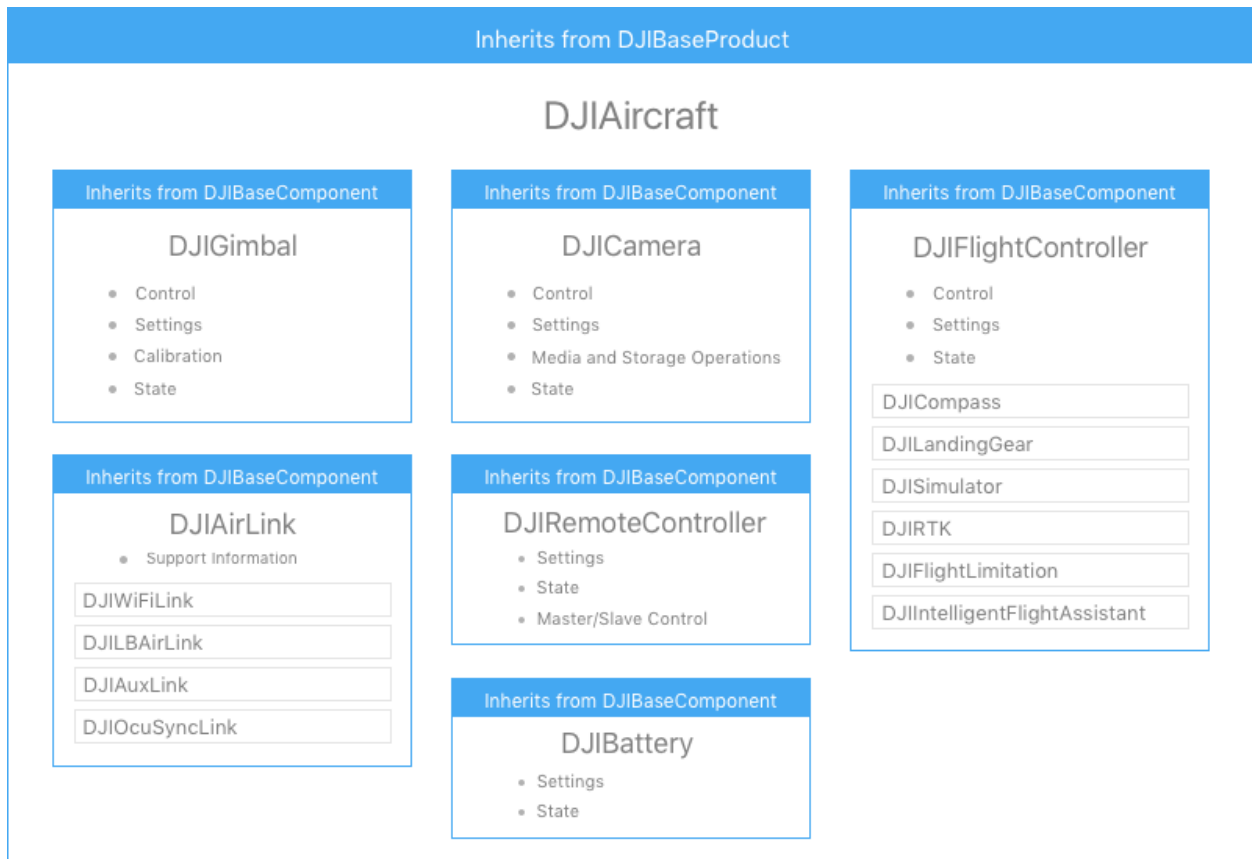 Inherits from DJIBaseProduct
DJIAircraft
Inherits from DJIBaseComponent
DJIGimbal
Control
Settings
Calibration
State
Inherits from DJIBaseComponent
DJICamera
Control
Settings
Media and Storage Operations
State
Inherits from DJIBaseComponent
DJIFlightController
Control
Settings
State
DJICompass
DJILandingGear
DJISimulator
DJIRTK
DJIFlightLimitation
DJIIntelligentFlightAssistant
Inherits from DJIBaseComponent
DJIAirLink
Support Information
DJIWiFiLink
DJILBAirLink
DJIAuxLink
DJIOcuSyncLink
Inherits from DJIBaseComponent
DJIRemoteController
Settings
State
Master/Slave Control
Inherits from DJIBaseComponent
DJIBattery
Settings
State